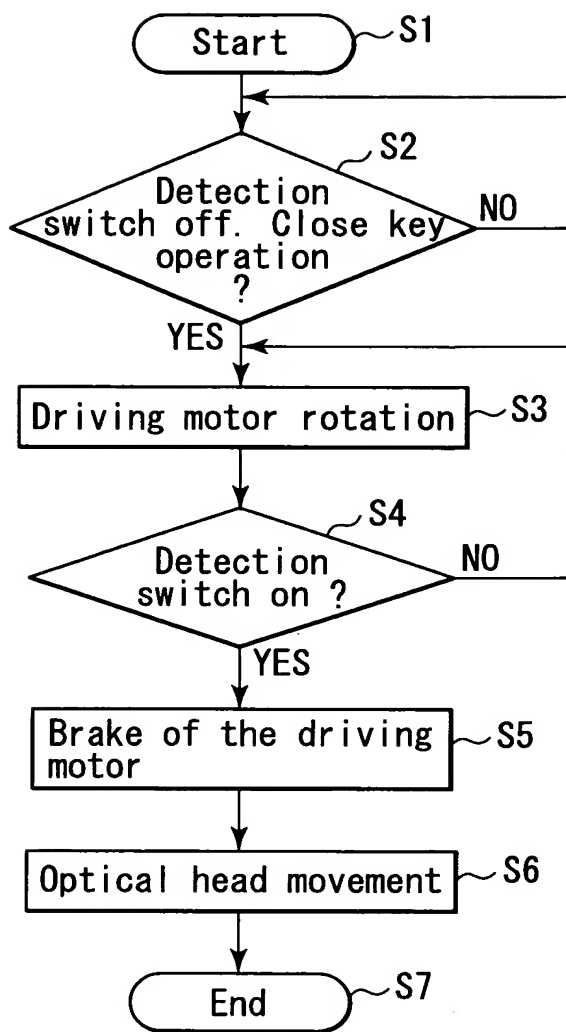 Start
S1
S2
Detection
switch off. Close key
operation
?
NO
YES
Driving motor rotation
S3
S4
Detection
switch on ?
NO
YES
Brake of the driving
motor
S5
Optical head movement
S6
End
S7